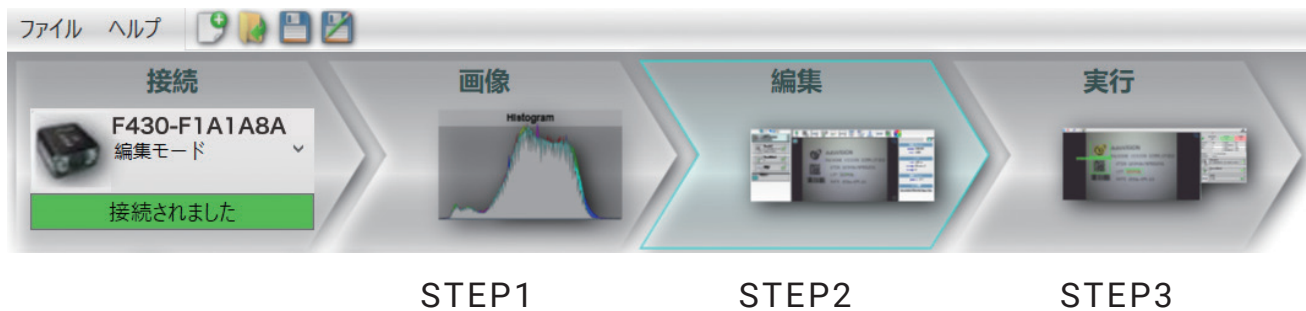 ファイル ヘルプ
接続
画像
編集
実行
F430-F1A1A8A
編集モード
接続されました
Histogram
STEP1
STEP2
STEP3